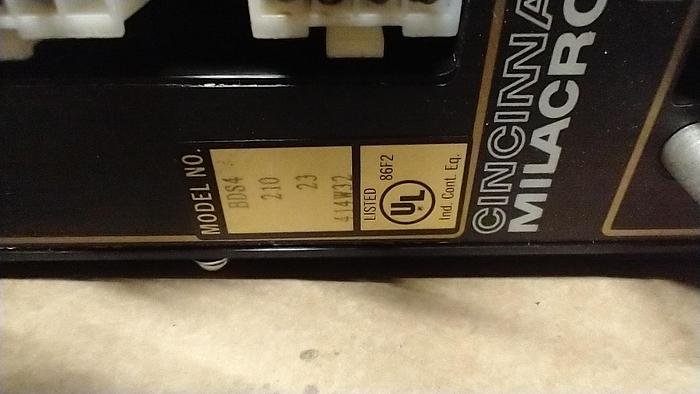 MODEL NO.
BDS4
210
23
414W32
LISTED 86F2
UL
Ind. Cont. Eq.
CINCINNA
MILACRO